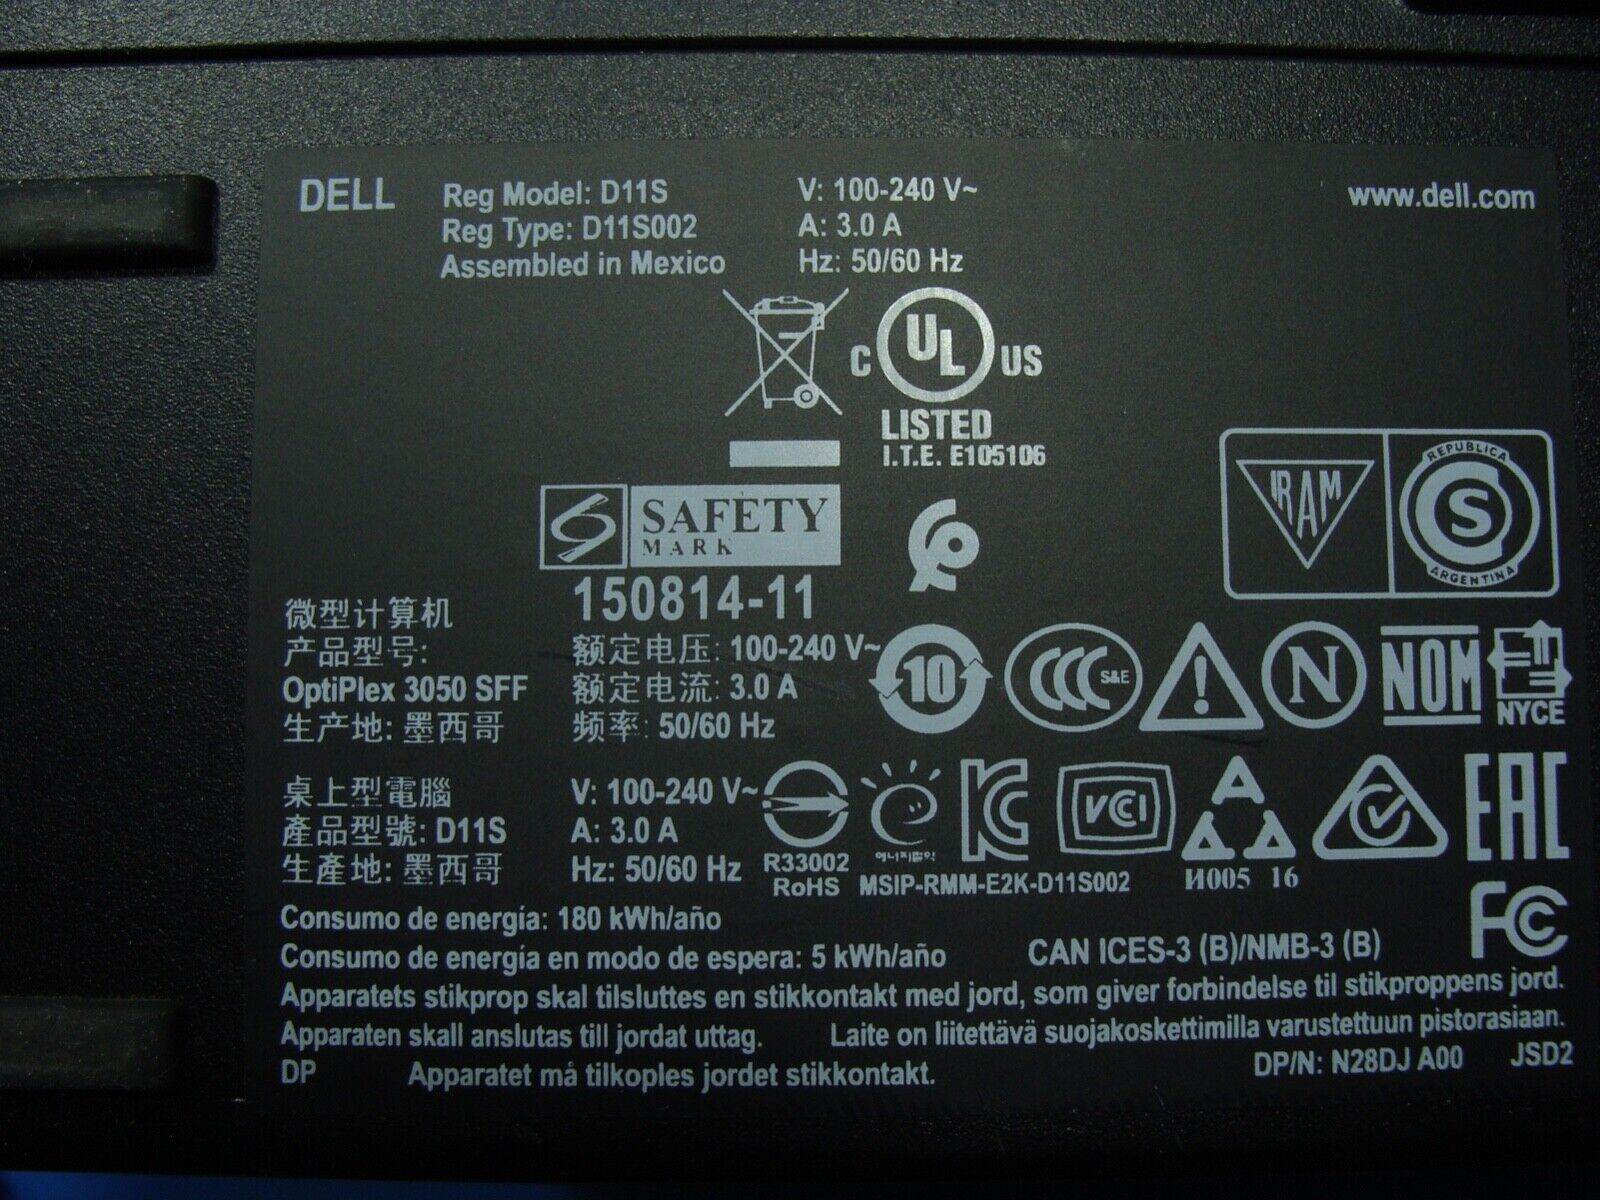 DELL
Reg Model: D11S
Reg Type: D11S002
Assembled in Mexico
V: 100-240 V~
A: 3.0 A
Hz: 50/60 Hz
www.dell.com
C UL US
LISTED
I.T.E. E105106
SAFETY
MARK
150814-11
IRAM
REPUBLICA
S
ARGENTINA
微型计算机
产品型号:
OptiPlex 3050 SFF
生产地: 墨西哥
额定电压: 100-240 V~
额定电流: 3.0 A
频率: 50/60 Hz
10
CCC S&E
N
NOM
NYCE
桌上型電腦
產品型號: D11S
生產地: 墨西哥
V: 100-240 V~
A: 3.0 A
Hz: 50/60 Hz
R33002
RoHS
에너지절약
KC
MSIP-RMM-E2K-D11S002
VCCI
И005 16
EAC
FC
Consumo de energía: 180 kWh/año
Consumo de energía en modo de espera: 5 kWh/año
CAN ICES-3 (B)/NMB-3 (B)
Apparatets stikprop skal tilsluttes en stikkontakt med jord, som giver forbindelse til stikproppens jord.
Apparaten skall anslutas till jordat uttag. Laite on liitettävä suojakoskettimilla varustettuun pistorasiaan.
DP Apparatet må tilkoples jordet stikkontakt.
DP/N: N28DJ A00 JSD2